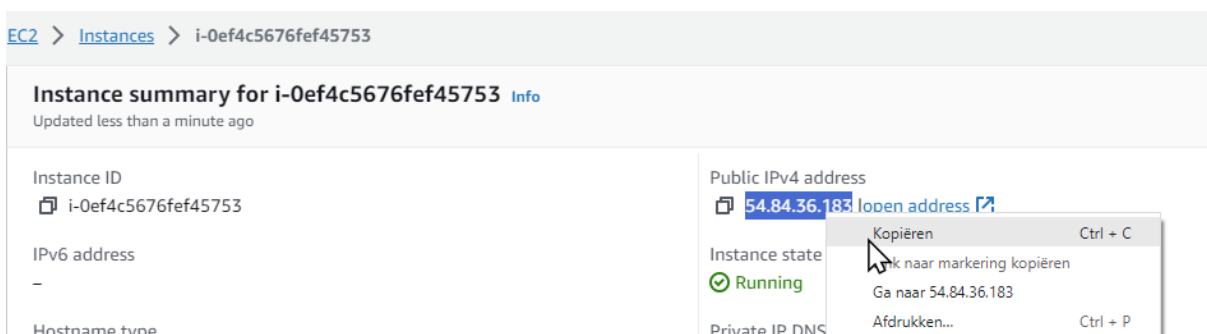 EC2 > Instances > i-0ef4c5676fef45753
Instance summary for i-0ef4c5676fef45753 Info
Updated less than a minute ago
Instance ID
i-0ef4c5676fef45753
Public IPv4 address
54.84.36.183 |open address
IPv6 address
–
Instance state
Running
Kopiëren Ctrl + C
naar markering kopiëren
Ga naar 54.84.36.183
Afdrukken... Ctrl + P
Hostname type
Private IP DNS